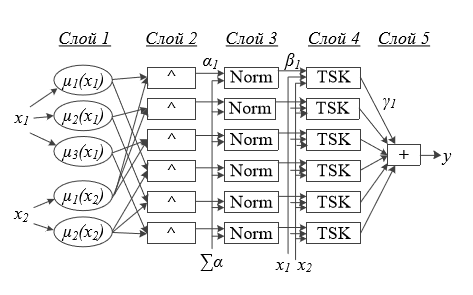 Слой 1 Слой 2 Слой 3 Слой 4 Слой 5
α1 β1
μ1(x1) ^ Norm TSK
γ1
μ2(x1) ^ Norm TSK
x1
μ3(x1) ^ Norm TSK
+ y
μ1(x2) ^ Norm TSK
x2
μ2(x2) ^ Norm TSK
^ Norm TSK
∑α x1 x2